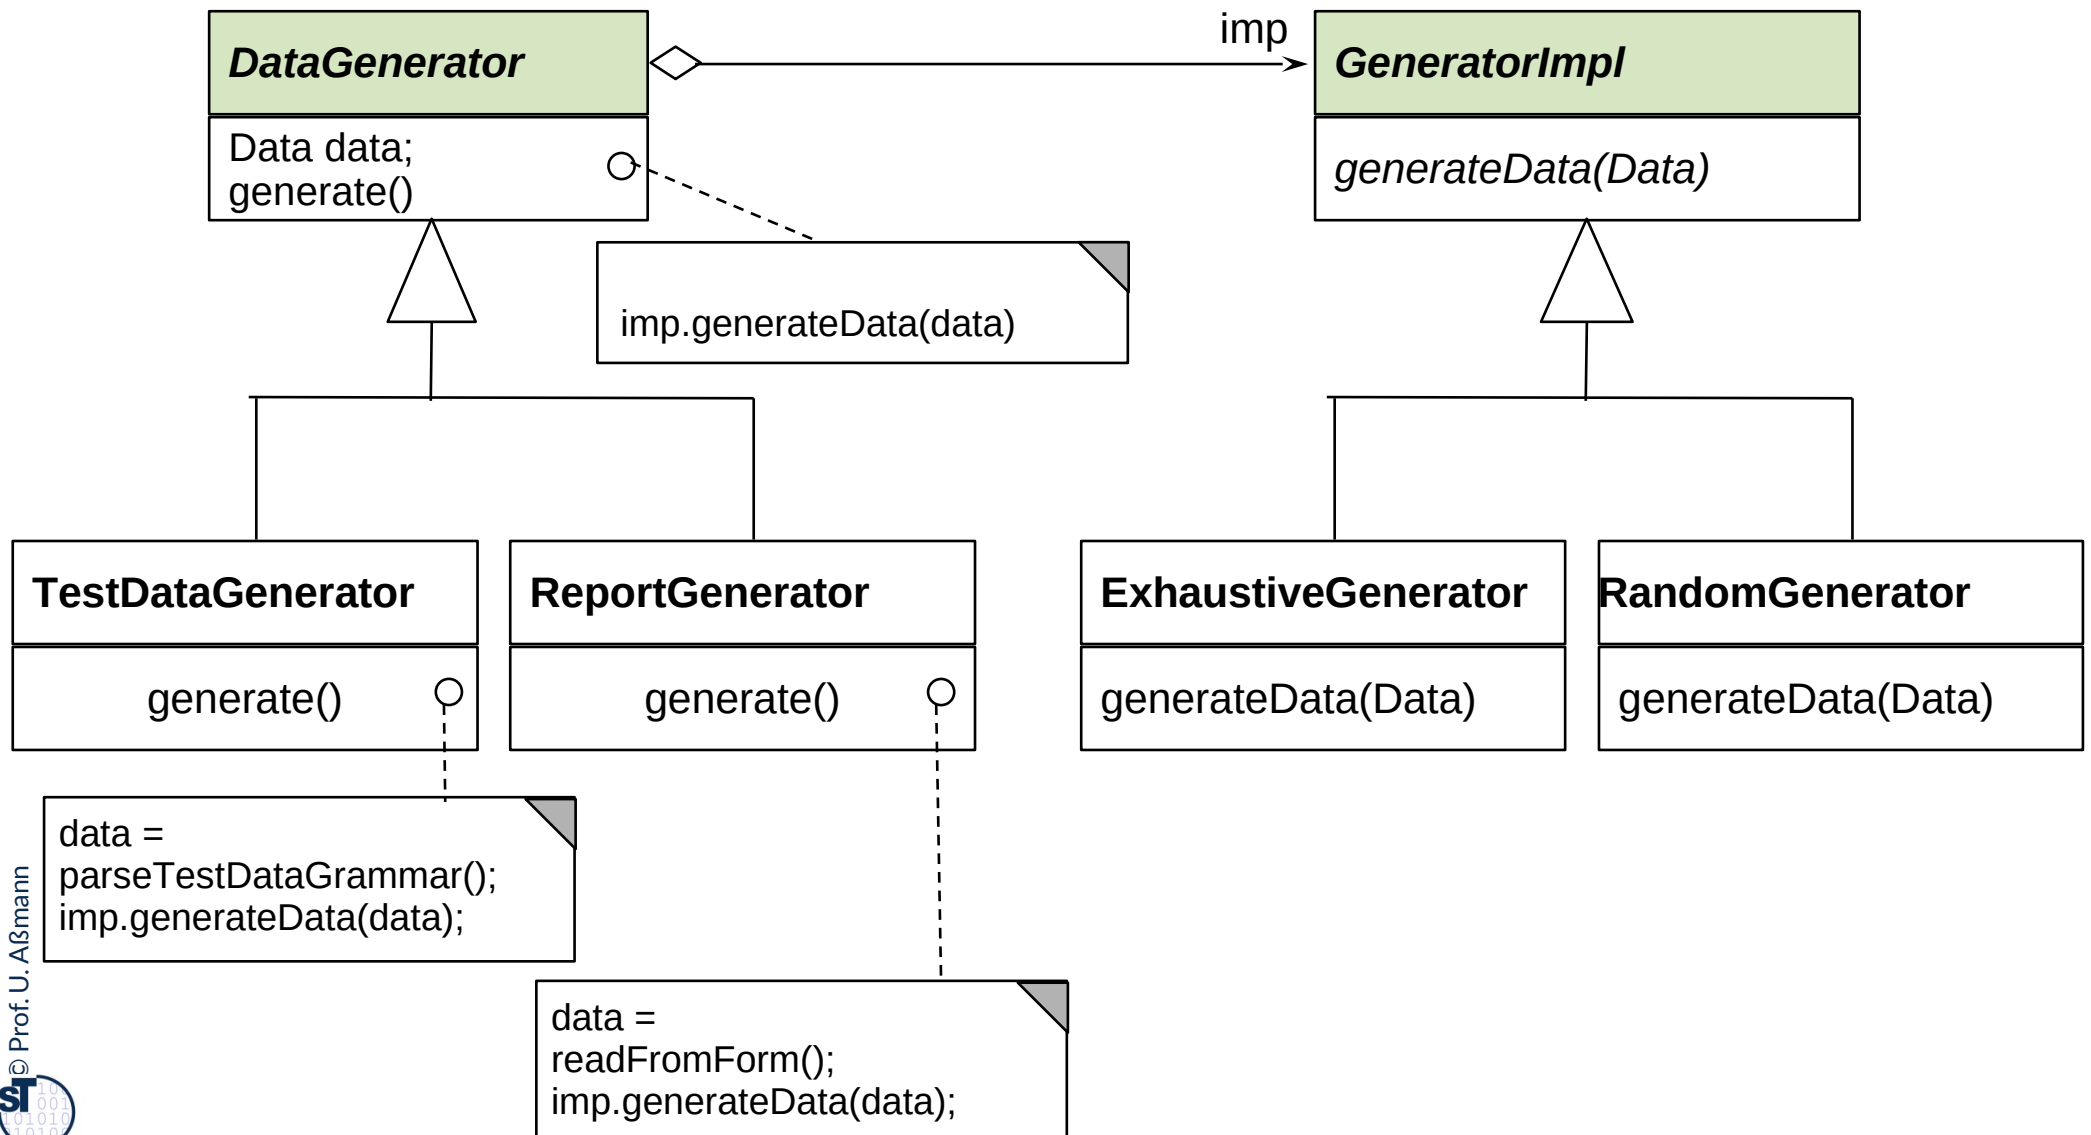 imp
DataGenerator
GeneratorImpl
Data data;
generate()
generateData(Data)
imp.generateData(data)
TestDataGenerator
ReportGenerator
ExhaustiveGenerator
RandomGenerator
generate()
generate()
generateData(Data)
generateData(Data)
data =
parseTestDataGrammar();
imp.generateData(data);
data =
readFromForm();
imp.generateData(data);
© Prof. U. Aßmann
ST